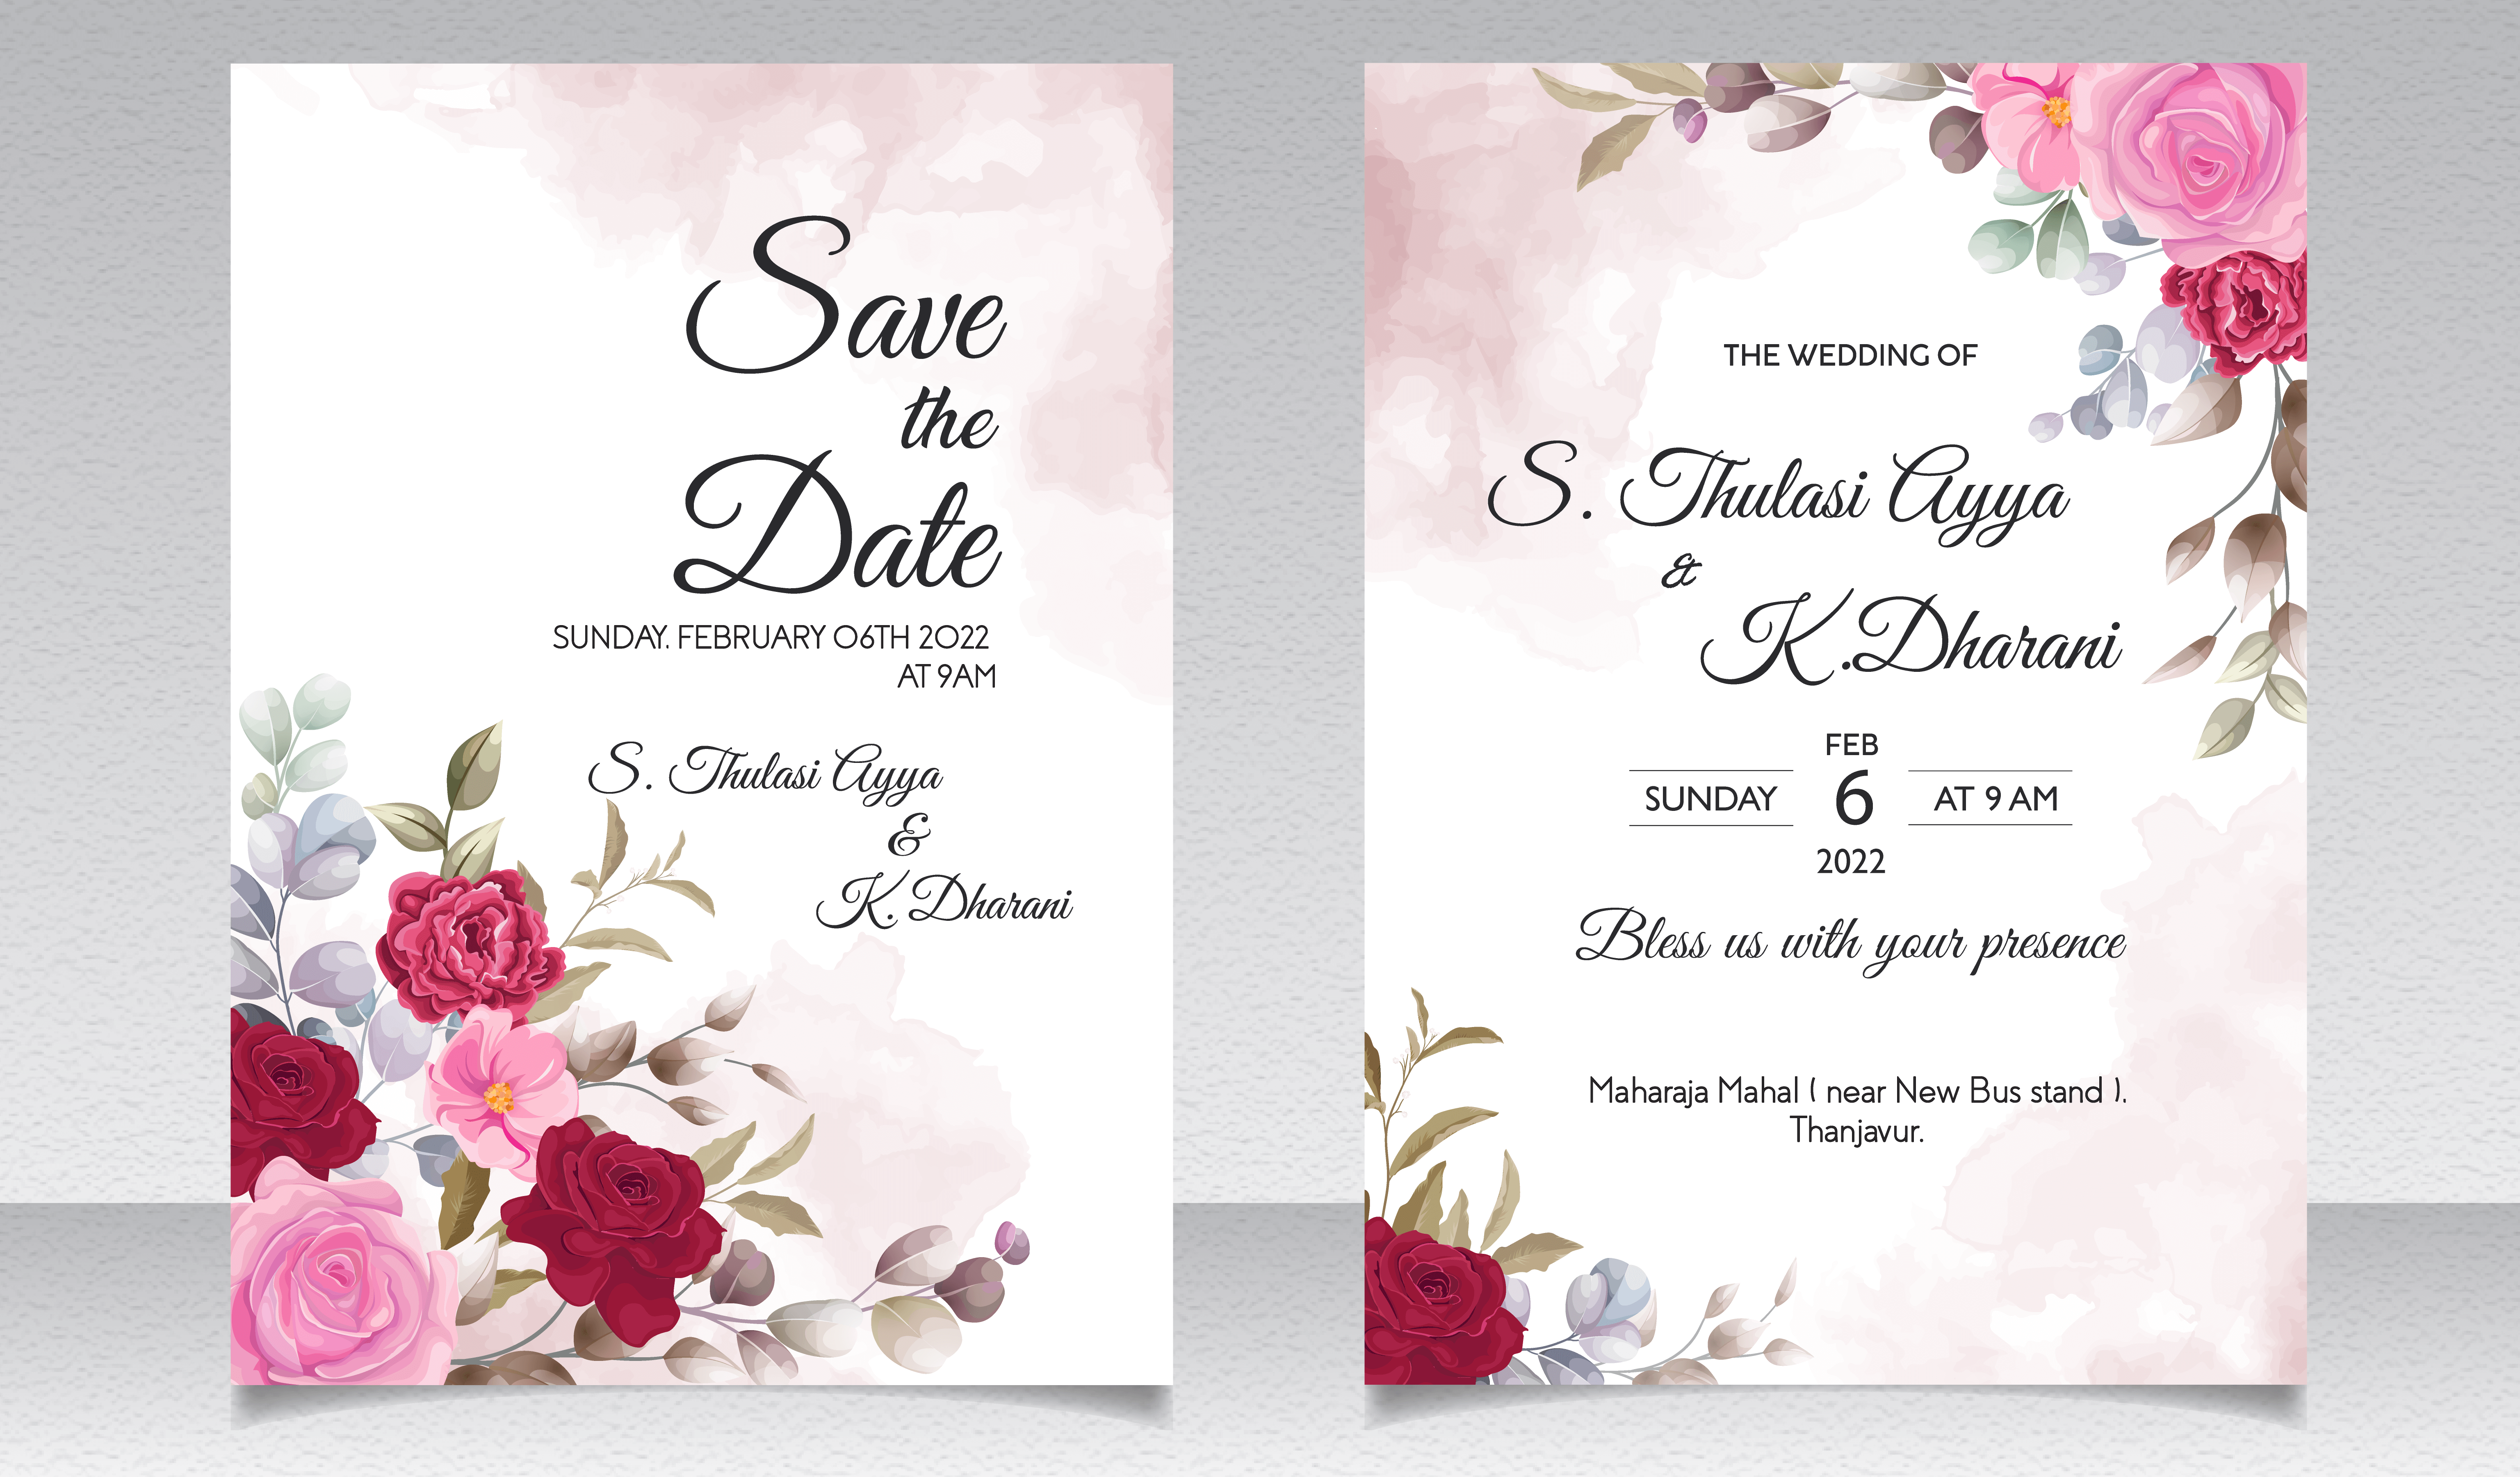 Save
the
Date
SUNDAY. FEBRUARY 06TH 2022
AT 9AM
S. Thulasi Ayya
&
K. Dharani
THE WEDDING OF
S. Thulasi Ayya
&
K.Dharani
FEB
SUNDAY 6 AT 9 AM
2022
Bless us with your presence
Maharaja Mahal ( near New Bus stand ).
Thanjavur.